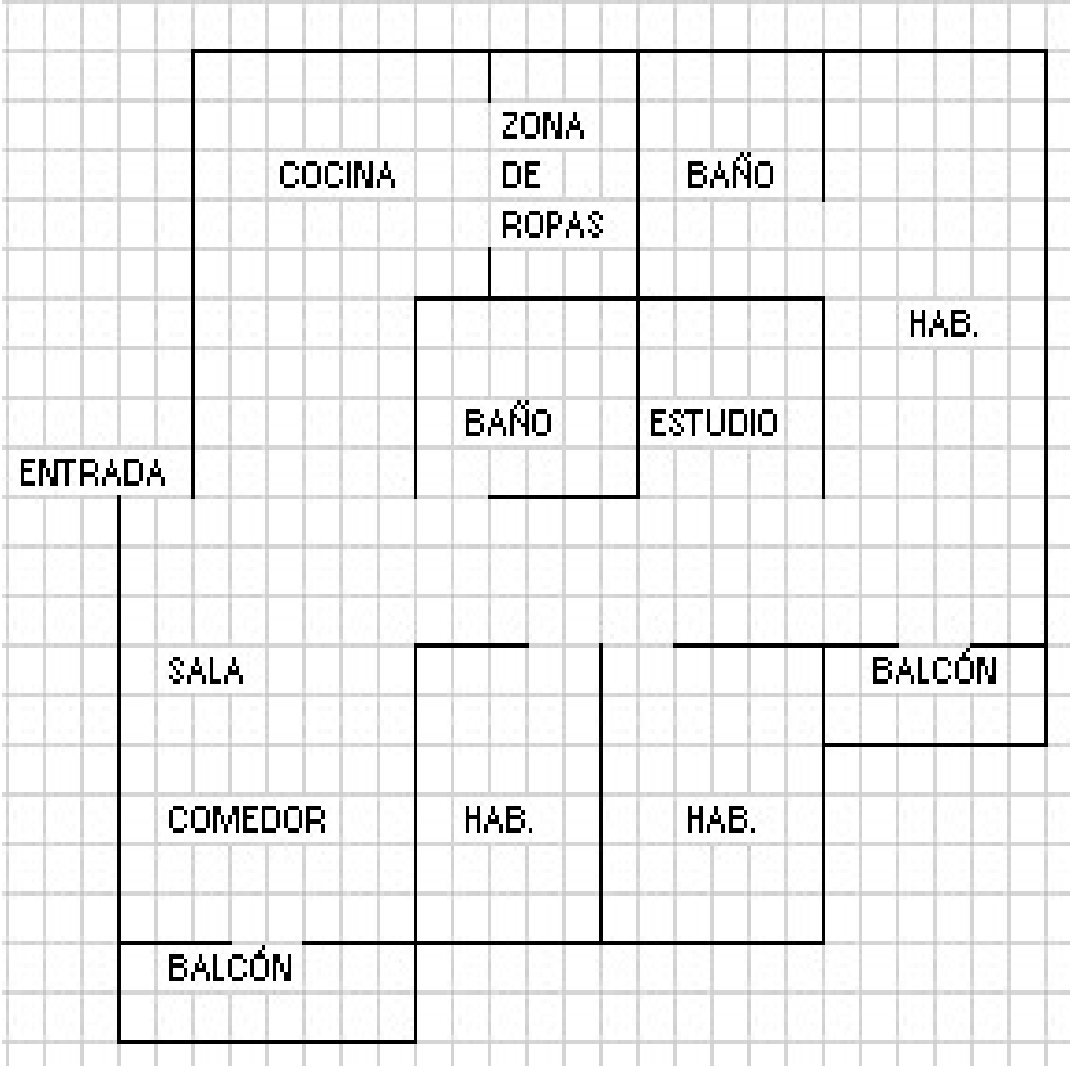 ZONA
DE
ROPAS
COCINA
BAÑO
HAB.
BAÑO
ESTUDIO
ENTRADA
SALA
BALCÓN
COMEDOR
HAB.
HAB.
BALCÓN